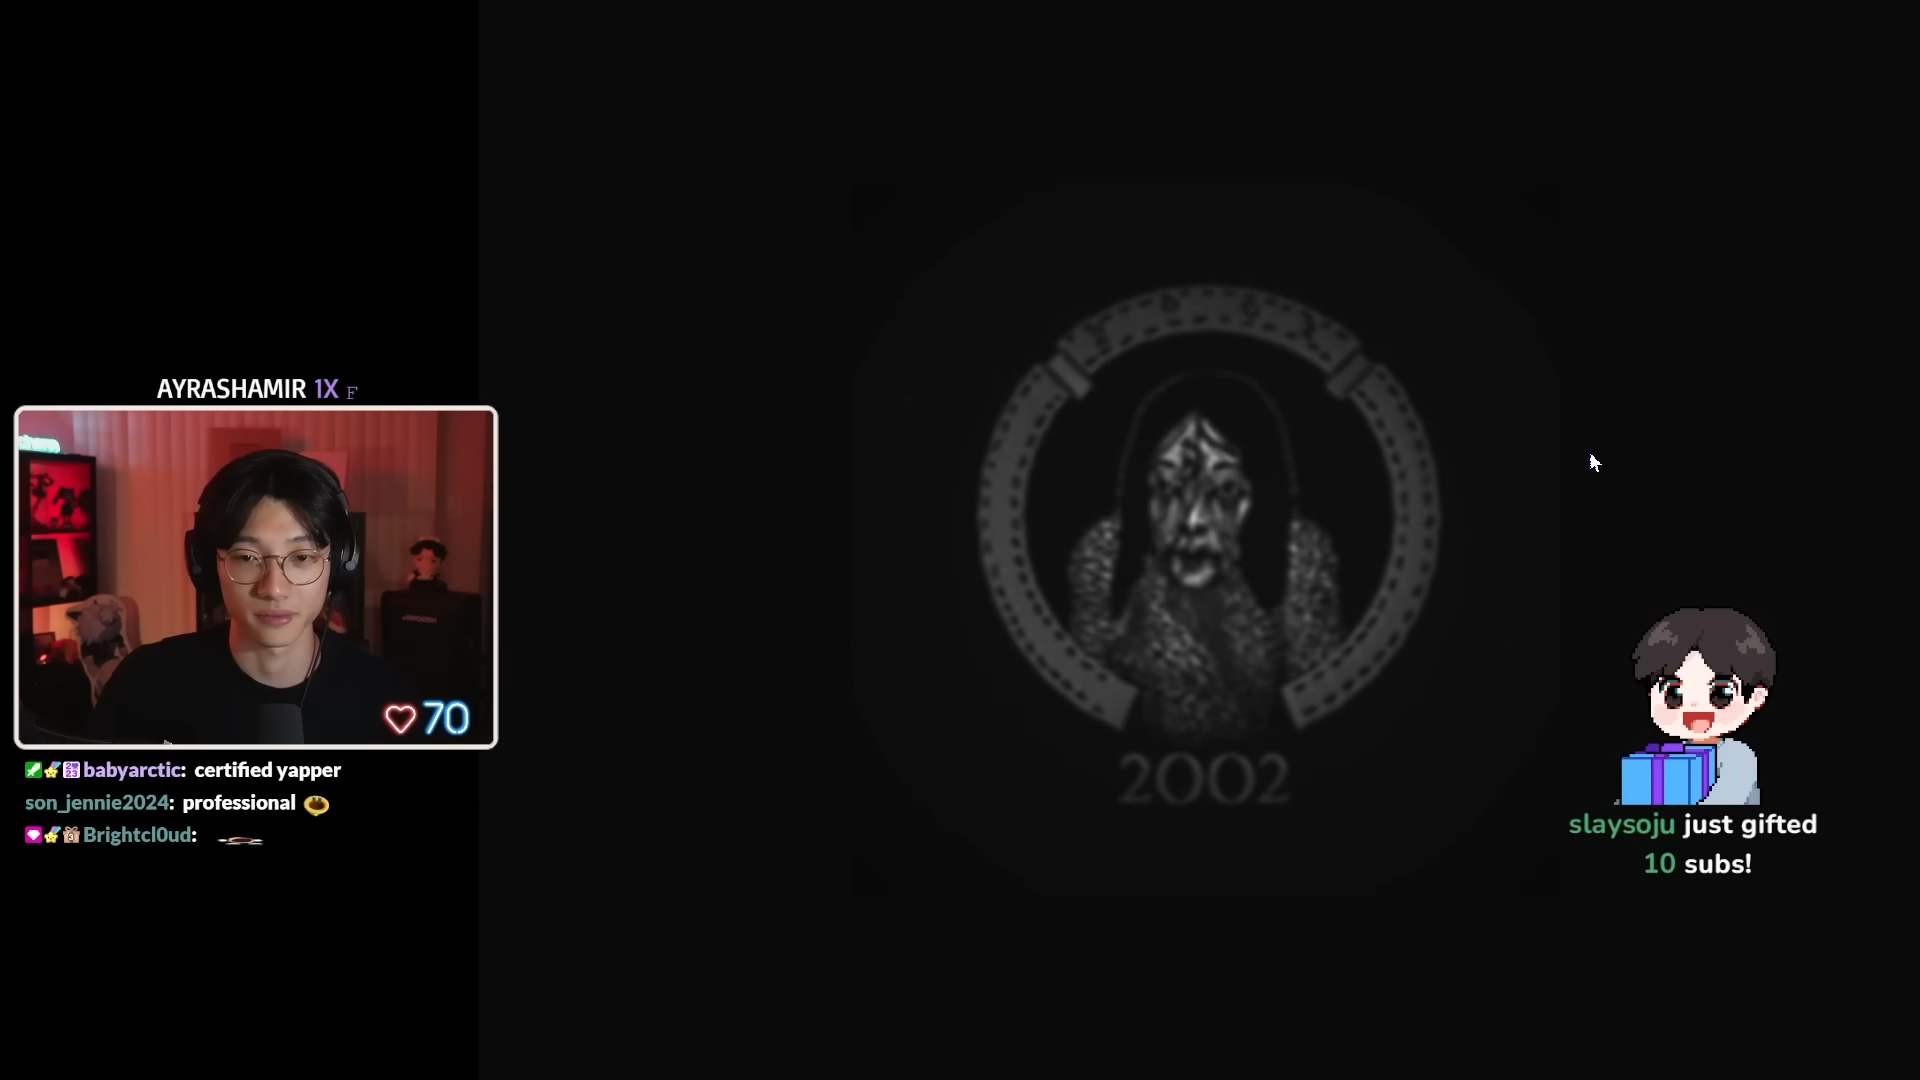 AYRASHAMIR 1X F
70
babyarctic: certified yapper
son_jennie2024: professional
Brightcl0ud:
2002
slaysoju just gifted
10 subs!